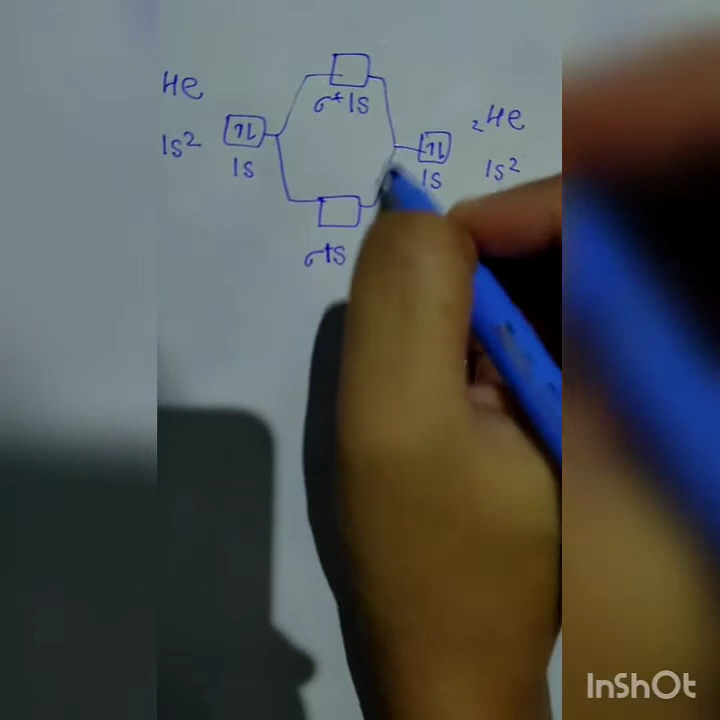 He
1s²
1s
σ*1s
σ1s
₂He
1s²
1s
InShOt